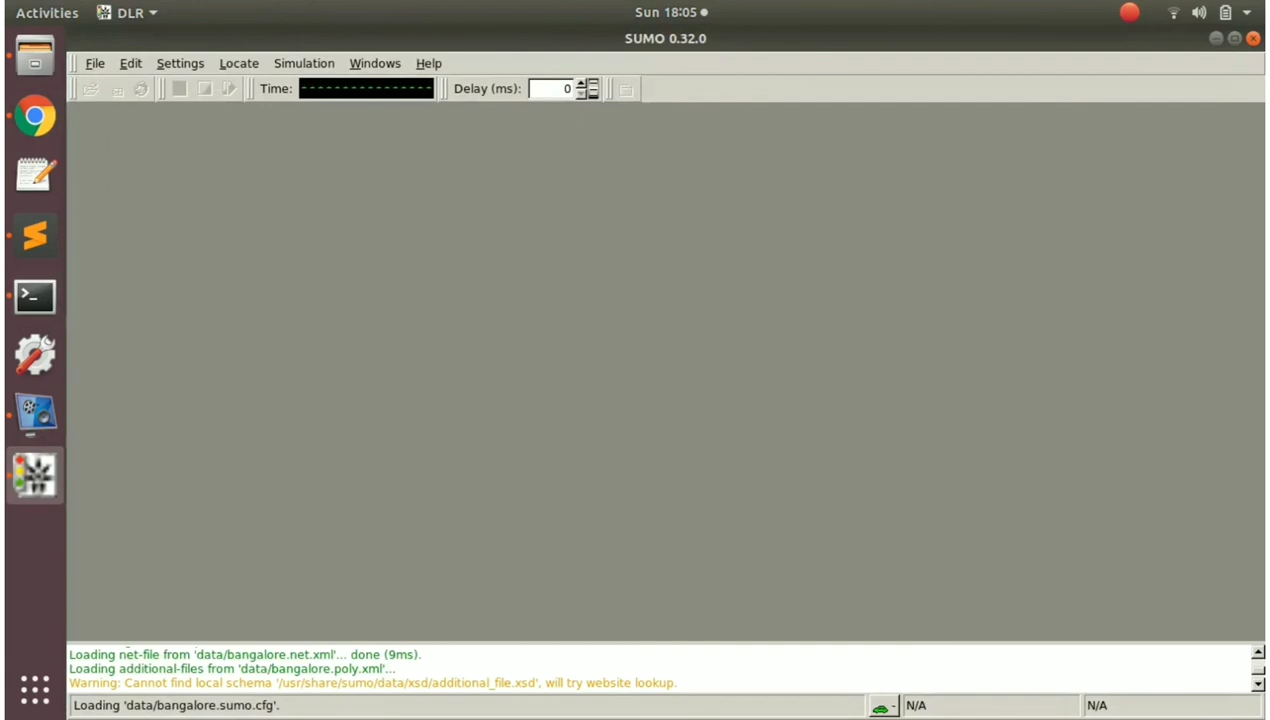 Activities DLR Sun 18:05
SUMO 0.32.0
File Edit Settings Locate Simulation Windows Help
Time: Delay (ms): 0
Loading net-file from 'data/bangalore.net.xml'... done (9ms).
Loading additional-files from 'data/bangalore.poly.xml'...
Warning: Cannot find local schema '/usr/share/sumo/data/xsd/additional_file.xsd', will try website lookup.
Loading 'data/bangalore.sumo.cfg'. - N/A N/A